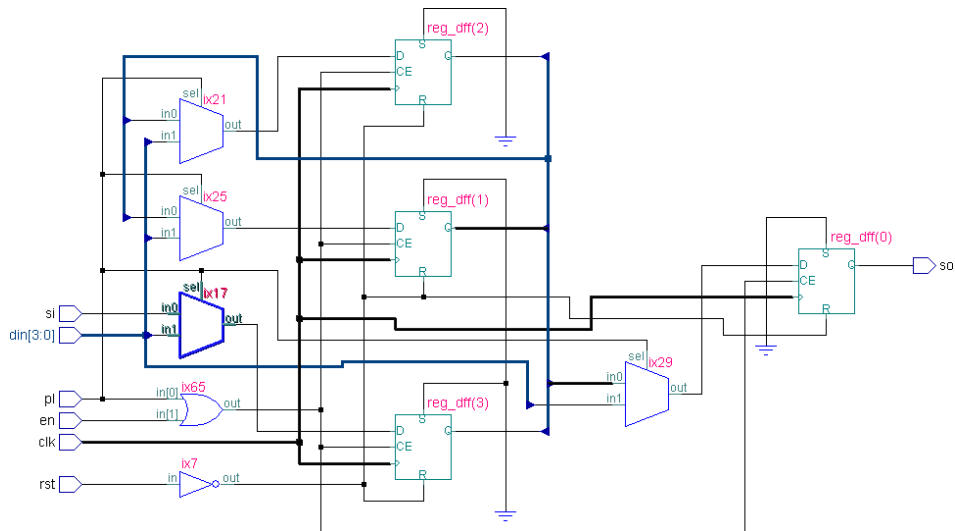 reg_dff(2)
S
D Q
CE
R
sel ix21
in0
in1 out
reg_dff(1)
S
D Q
CE
R
sel ix25
in0
in1 out
reg_dff(0)
S
D Q
CE
R
so
sel ix17
si in0
din[3:0] in1 out
sel ix29
in0
in1 out
pl in[0] ix65
en in[1] out
clk
reg_dff(3)
S
D Q
CE
R
ix7
rst in out